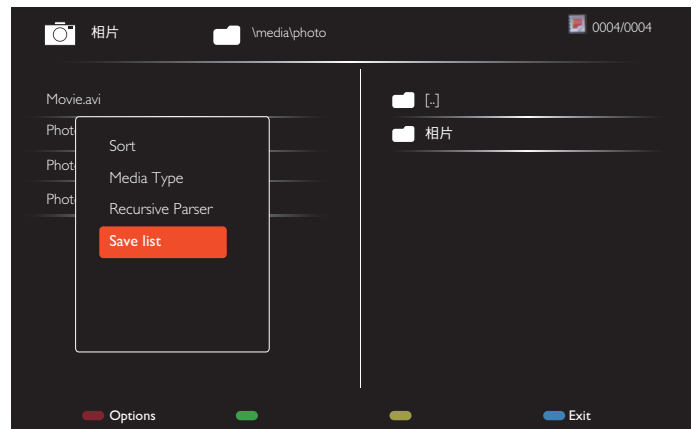 相片
\media\photo
0004/0004
Movie.avi
Phot
Phot
Phot
Sort
Media Type
Recursive Parser
Save list
[..]
相片
Options
Exit